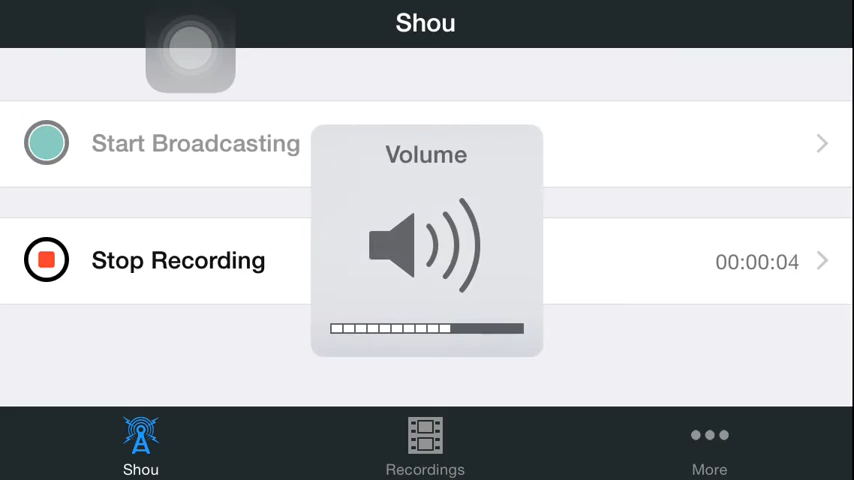 Shou
Start Broadcasting
Volume
Stop Recording
00:00:04
Shou
Recordings
More